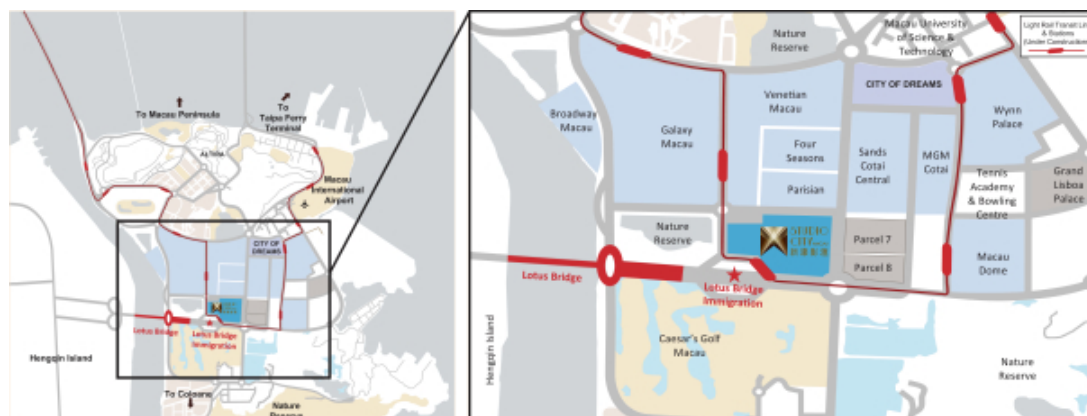 To Macau Peninsula
To
Taipa Ferry
Terminal
ALTIRA
Macau
International
Airport
CITY OF
DREAMS
Lotus Bridge
Lotus Bridge
Immigration
Hengqin Island
To Coloane
Nature
Reserve
Macau University
of Science &
Technology
Light Rail Transit Line
& Stations
(Under Construction)
Nature
Reserve
CITY OF DREAMS
Broadway
Macau
Galaxy
Macau
Venetian
Macau
Four
Seasons
Parisian
Sands
Cotai
Central
MGM
Cotai
Wynn
Palace
Tennis
Academy
& Bowling
Centre
Grand
Lisboa
Palace
Nature
Reserve
Parcel 7
Parcel 8
Macau
Dome
Lotus Bridge
Lotus Bridge
Immigration
Hengqin Island
Caesar's Golf
Macau
Nature
Reserve